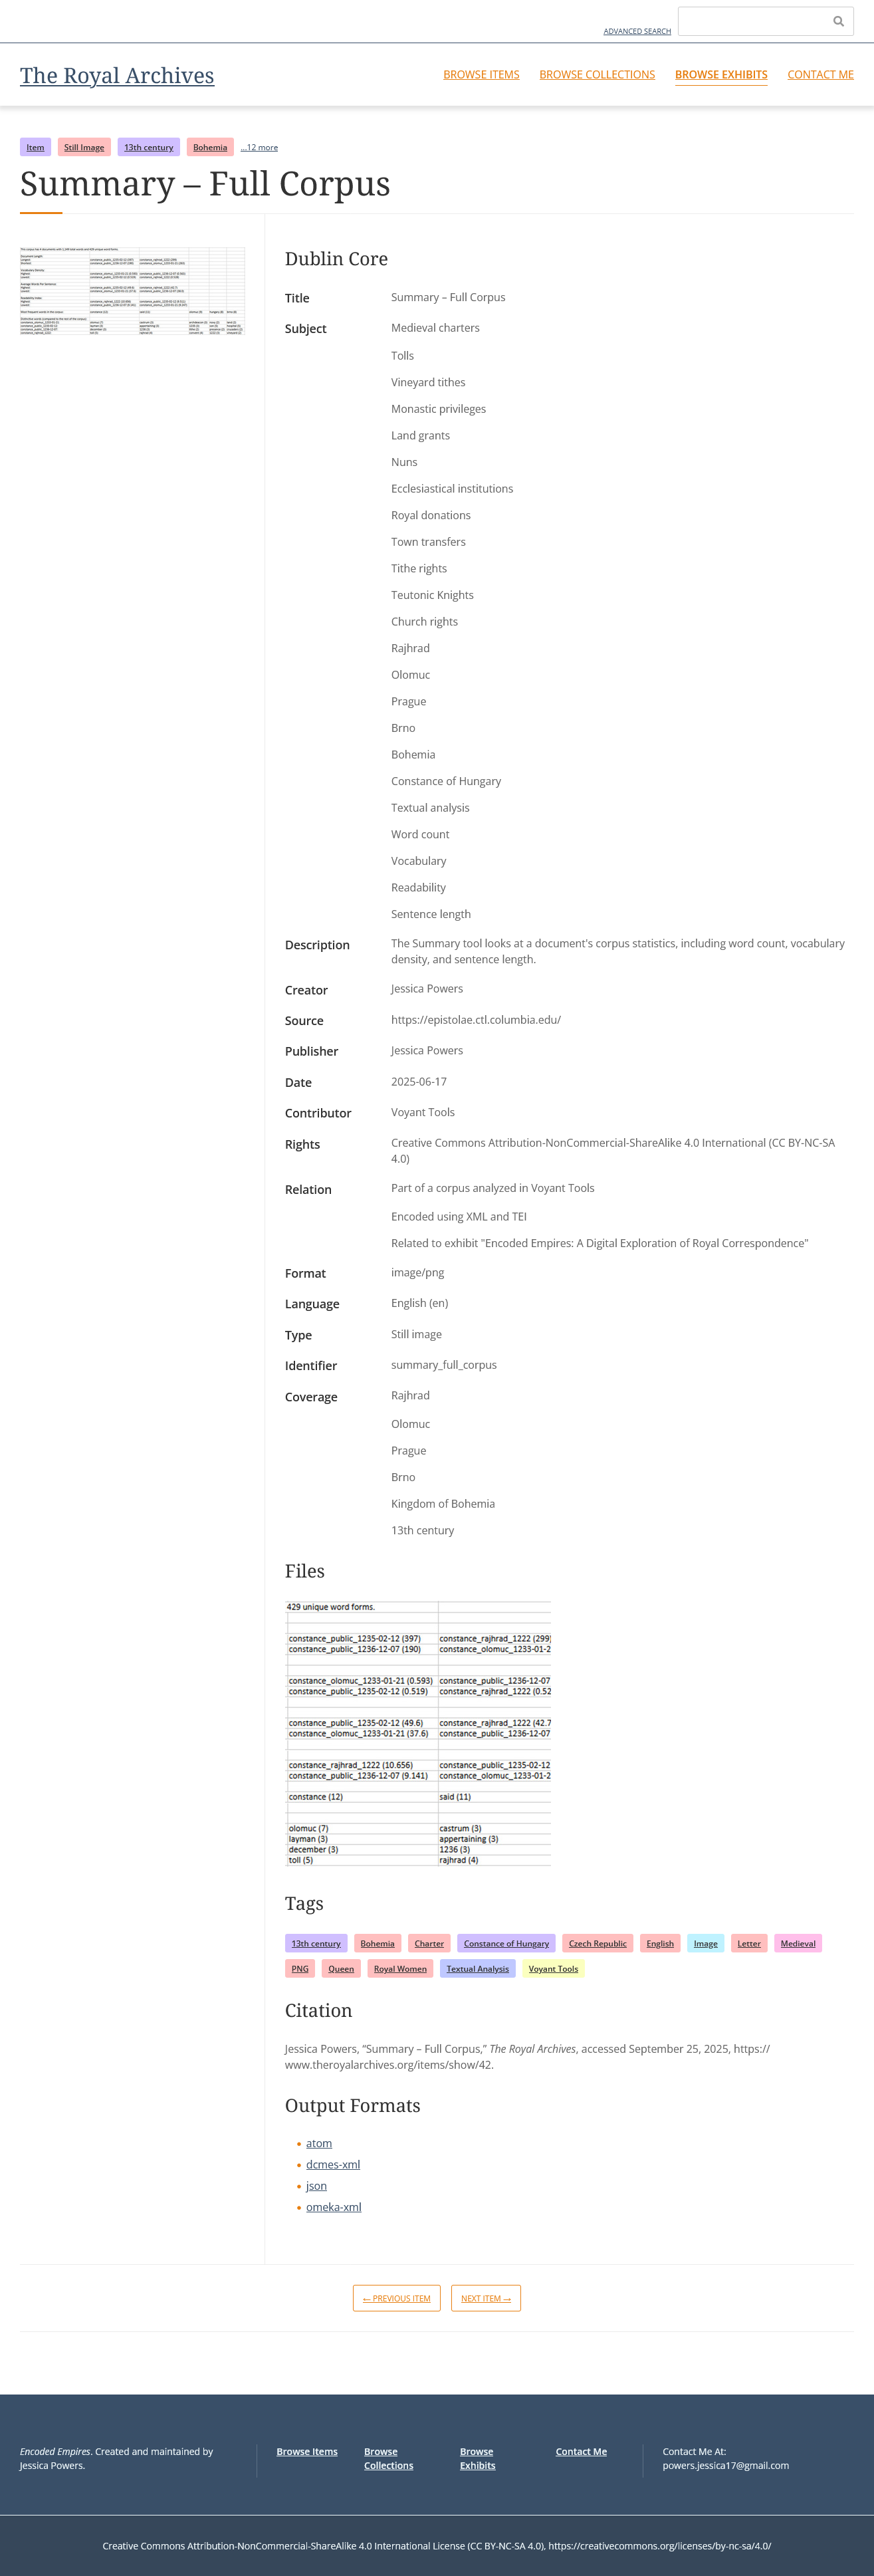 ADVANCED SEARCH
The Royal Archives
BROWSE ITEMS BROWSE COLLECTIONS BROWSE EXHIBITS CONTACT ME
Item Still Image 13th century Bohemia ...12 more
Summary – Full Corpus
Dublin Core
Title Summary – Full Corpus
Subject Medieval charters
Tolls
Vineyard tithes
Monastic privileges
Land grants
Nuns
Ecclesiastical institutions
Royal donations
Town transfers
Tithe rights
Teutonic Knights
Church rights
Rajhrad
Olomuc
Prague
Brno
Bohemia
Constance of Hungary
Textual analysis
Word count
Vocabulary
Readability
Sentence length
Description The Summary tool looks at a document's corpus statistics, including word count, vocabulary
density, and sentence length.
Creator Jessica Powers
Source https://epistolae.ctl.columbia.edu/
Publisher Jessica Powers
Date 2025-06-17
Contributor Voyant Tools
Rights Creative Commons Attribution-NonCommercial-ShareAlike 4.0 International (CC BY-NC-SA
4.0)
Relation Part of a corpus analyzed in Voyant Tools
Encoded using XML and TEI
Related to exhibit "Encoded Empires: A Digital Exploration of Royal Correspondence"
Format image/png
Language English (en)
Type Still image
Identifier summary_full_corpus
Coverage Rajhrad
Olomuc
Prague
Brno
Kingdom of Bohemia
13th century
Files
429 unique word forms.
constance_public_1235-02-12 (397) constance_rajhrad_1222 (299)
constance_public_1236-12-07 (190) constance_olomuc_1233-01-2
constance_olomuc_1233-01-21 (0.593) constance_public_1236-12-07
constance_public_1235-02-12 (0.519) constance_rajhrad_1222 (0.52
constance_public_1235-02-12 (49.6) constance_rajhrad_1222 (42.7
constance_olomuc_1233-01-21 (37.6) constance_public_1236-12-07
constance_rajhrad_1222 (10.656) constance_public_1235-02-12
constance_public_1236-12-07 (9.141) constance_olomuc_1233-01-2
constance (12) said (11)
olomuc (7) castrum (3)
layman (3) appertaining (3)
december (3) 1236 (3)
toll (5) rajhrad (4)
Tags
13th century Bohemia Charter Constance of Hungary Czech Republic English Image Letter Medieval
PNG Queen Royal Women Textual Analysis Voyant Tools
Citation
Jessica Powers, “Summary – Full Corpus,” The Royal Archives, accessed September 25, 2025, https://
www.theroyalarchives.org/items/show/42.
Output Formats
atom
dcmes-xml
json
omeka-xml
← PREVIOUS ITEM NEXT ITEM →
Encoded Empires. Created and maintained by
Jessica Powers.
Browse Items
Browse
Collections
Browse
Exhibits
Contact Me
Contact Me At:
powers.jessica17@gmail.com
Creative Commons Attribution-NonCommercial-ShareAlike 4.0 International License (CC BY-NC-SA 4.0), https://creativecommons.org/licenses/by-nc-sa/4.0/